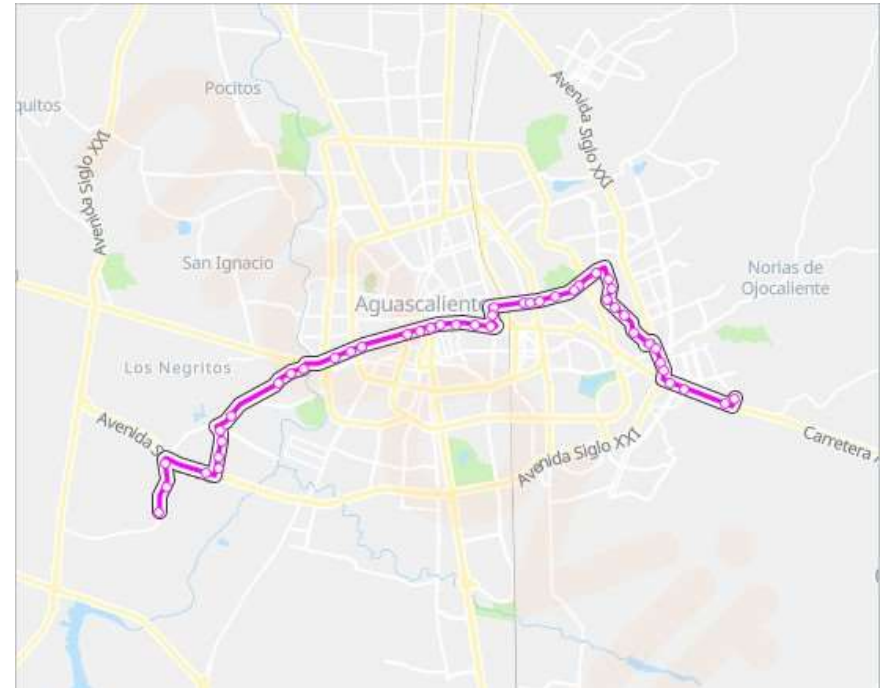 Avenida Siglo XXI
Pocitos
quitos
Avenida Siglo XXI
San Ignacio
Norias de
Ojocaliente
Aguascaliente
Los Negritos
Avenida S
Avenida Siglo XXI
Carretera